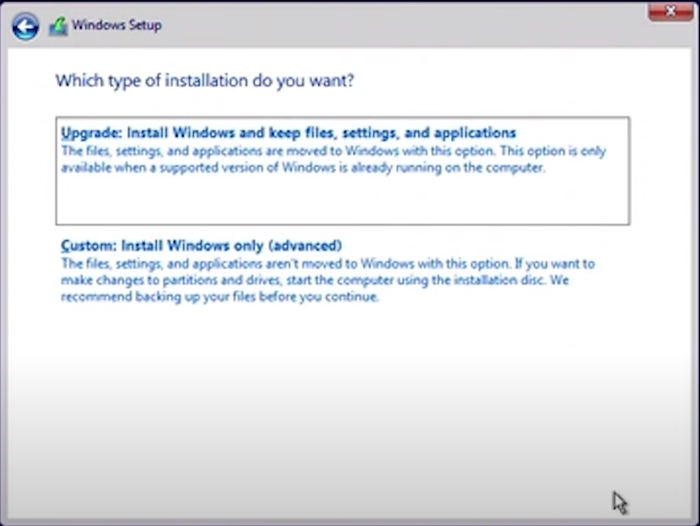 Windows Setup
Which type of installation do you want?
Upgrade: Install Windows and keep files, settings, and applications
The files, settings, and applications are moved to Windows with this option. This option is only
available when a supported version of Windows is already running on the computer.
Custom: Install Windows only (advanced)
The files, settings, and applications aren't moved to Windows with this option. If you want to
make changes to partitions and drives, start the computer using the installation disc. We
recommend backing up your files before you continue.